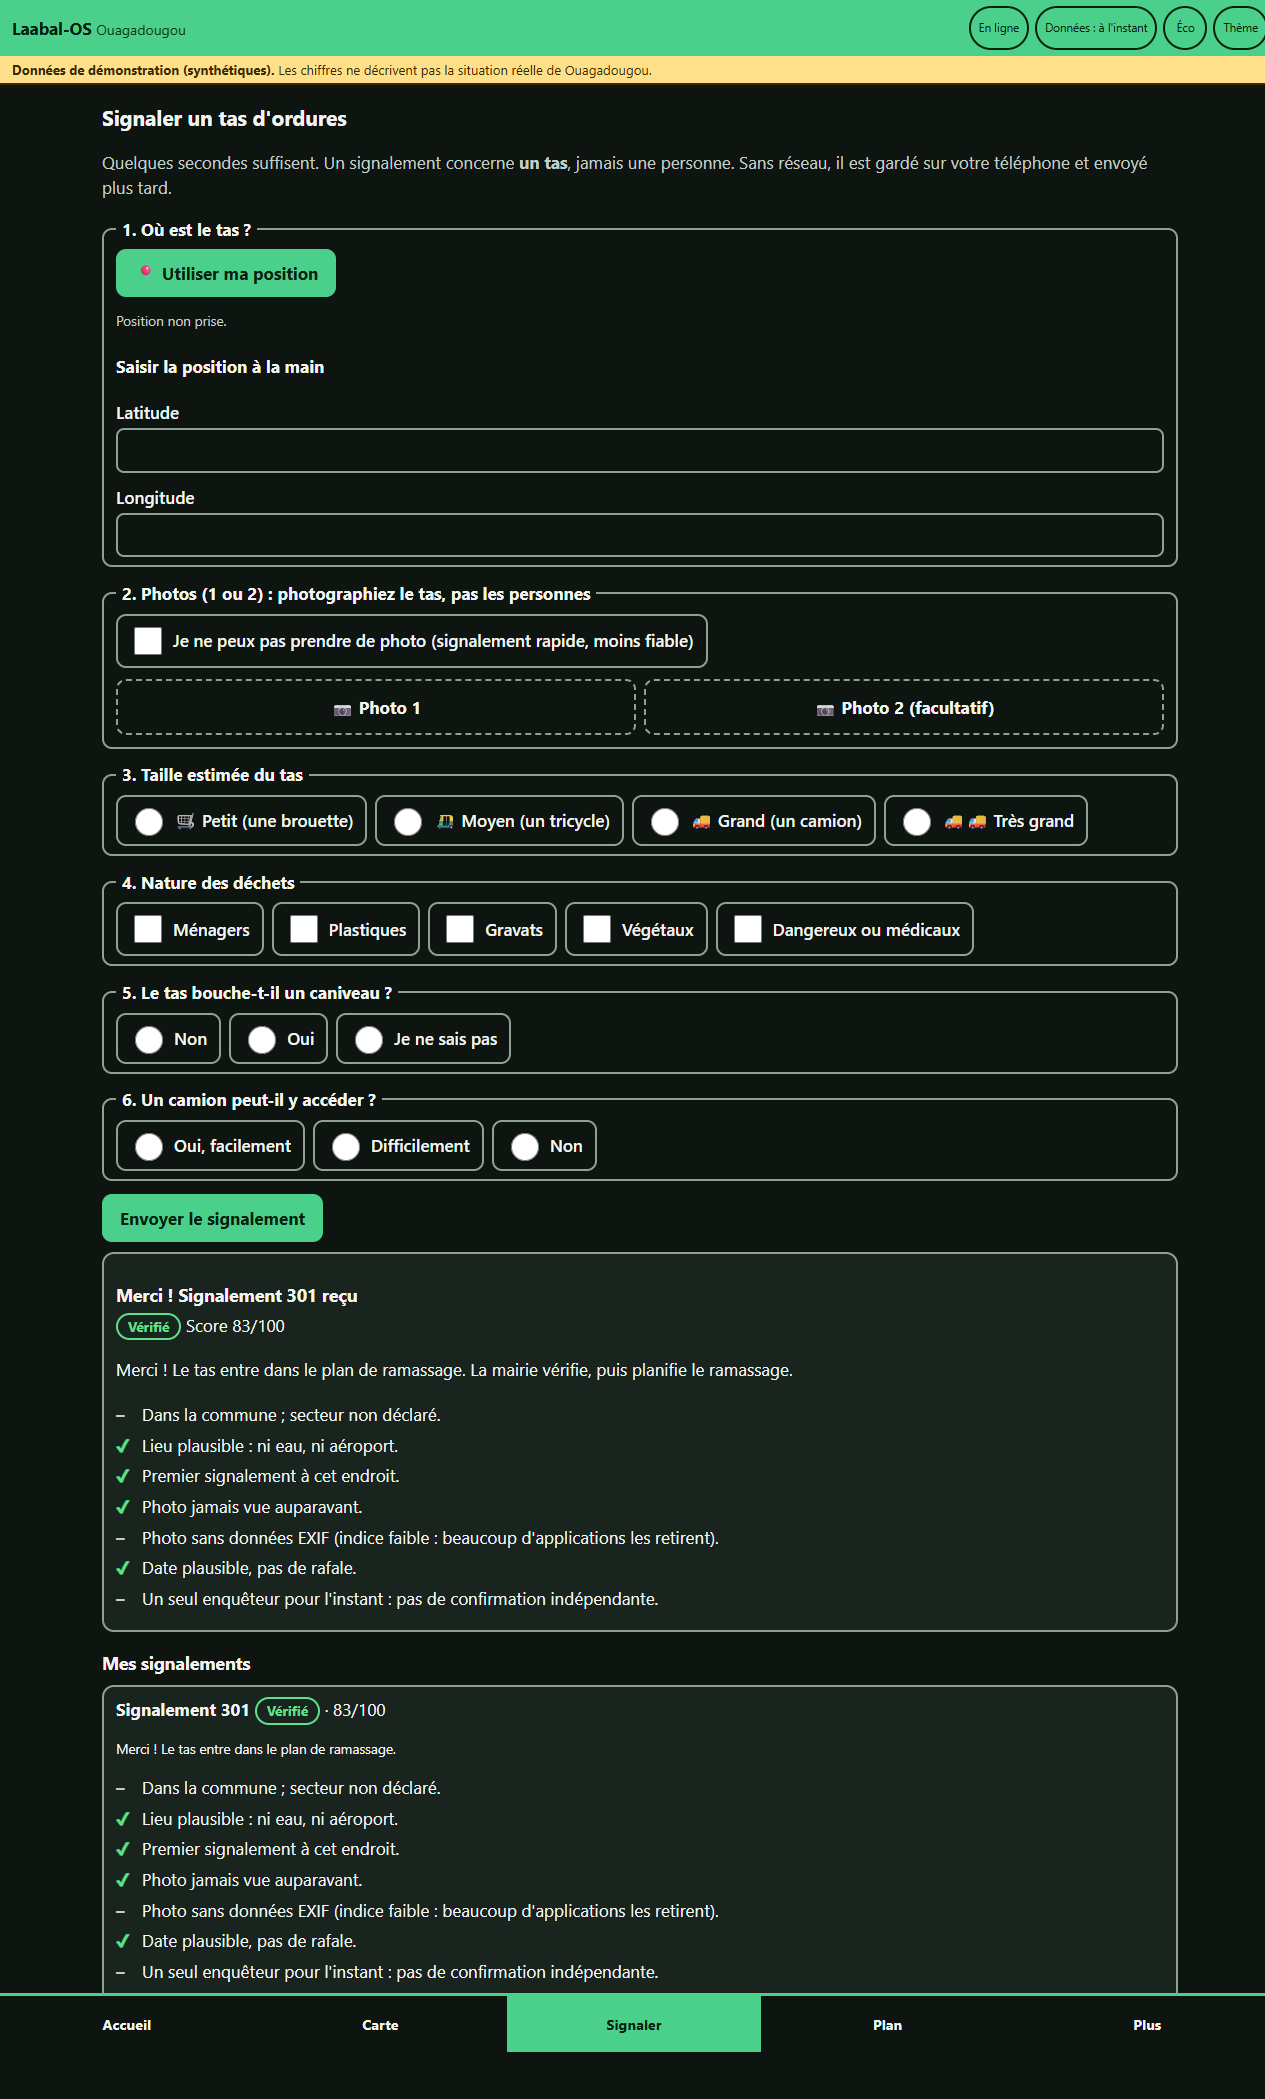 Laabal-OS Ouagadougou
En ligne
Données : à l'instant
Éco
Thème
Données de démonstration (synthétiques). Les chiffres ne décrivent pas la situation réelle de Ouagadougou.
Signaler un tas d'ordures
Quelques secondes suffisent. Un signalement concerne un tas, jamais une personne. Sans réseau, il est gardé sur votre téléphone et envoyé
plus tard.
1. Où est le tas ?
Utiliser ma position
Position non prise.
Saisir la position à la main
Latitude
Longitude
2. Photos (1 ou 2) : photographiez le tas, pas les personnes
Je ne peux pas prendre de photo (signalement rapide, moins fiable)
Photo 1
Photo 2 (facultatif)
3. Taille estimée du tas
Petit (une brouette)
Moyen (un tricycle)
Grand (un camion)
Très grand
4. Nature des déchets
Ménagers
Plastiques
Gravats
Végétaux
Dangereux ou médicaux
5. Le tas bouche-t-il un caniveau ?
Non
Oui
Je ne sais pas
6. Un camion peut-il y accéder ?
Oui, facilement
Difficilement
Non
Envoyer le signalement
Merci ! Signalement 301 reçu
Vérifié Score 83/100
Merci ! Le tas entre dans le plan de ramassage. La mairie vérifie, puis planifie le ramassage.
– Dans la commune ; secteur non déclaré.
✔ Lieu plausible : ni eau, ni aéroport.
✔ Premier signalement à cet endroit.
✔ Photo jamais vue auparavant.
– Photo sans données EXIF (indice faible : beaucoup d'applications les retirent).
✔ Date plausible, pas de rafale.
– Un seul enquêteur pour l'instant : pas de confirmation indépendante.
Mes signalements
Signalement 301 Vérifié · 83/100
Merci ! Le tas entre dans le plan de ramassage.
– Dans la commune ; secteur non déclaré.
✔ Lieu plausible : ni eau, ni aéroport.
✔ Premier signalement à cet endroit.
✔ Photo jamais vue auparavant.
– Photo sans données EXIF (indice faible : beaucoup d'applications les retirent).
✔ Date plausible, pas de rafale.
– Un seul enquêteur pour l'instant : pas de confirmation indépendante.
Accueil
Carte
Signaler
Plan
Plus